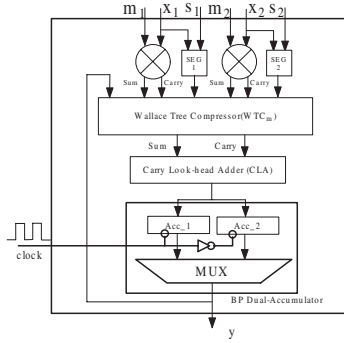 m1 x1 s1 m2 x2 s2
SEG 1
SEG 2
Sum Carry Sum Carry
Wallace Tree Compressor(WTCm)
Sum Carry
Carry Look-head Adder (CLA)
Acc_1 Acc_2
clock
MUX
BP Dual-Accumulator
y